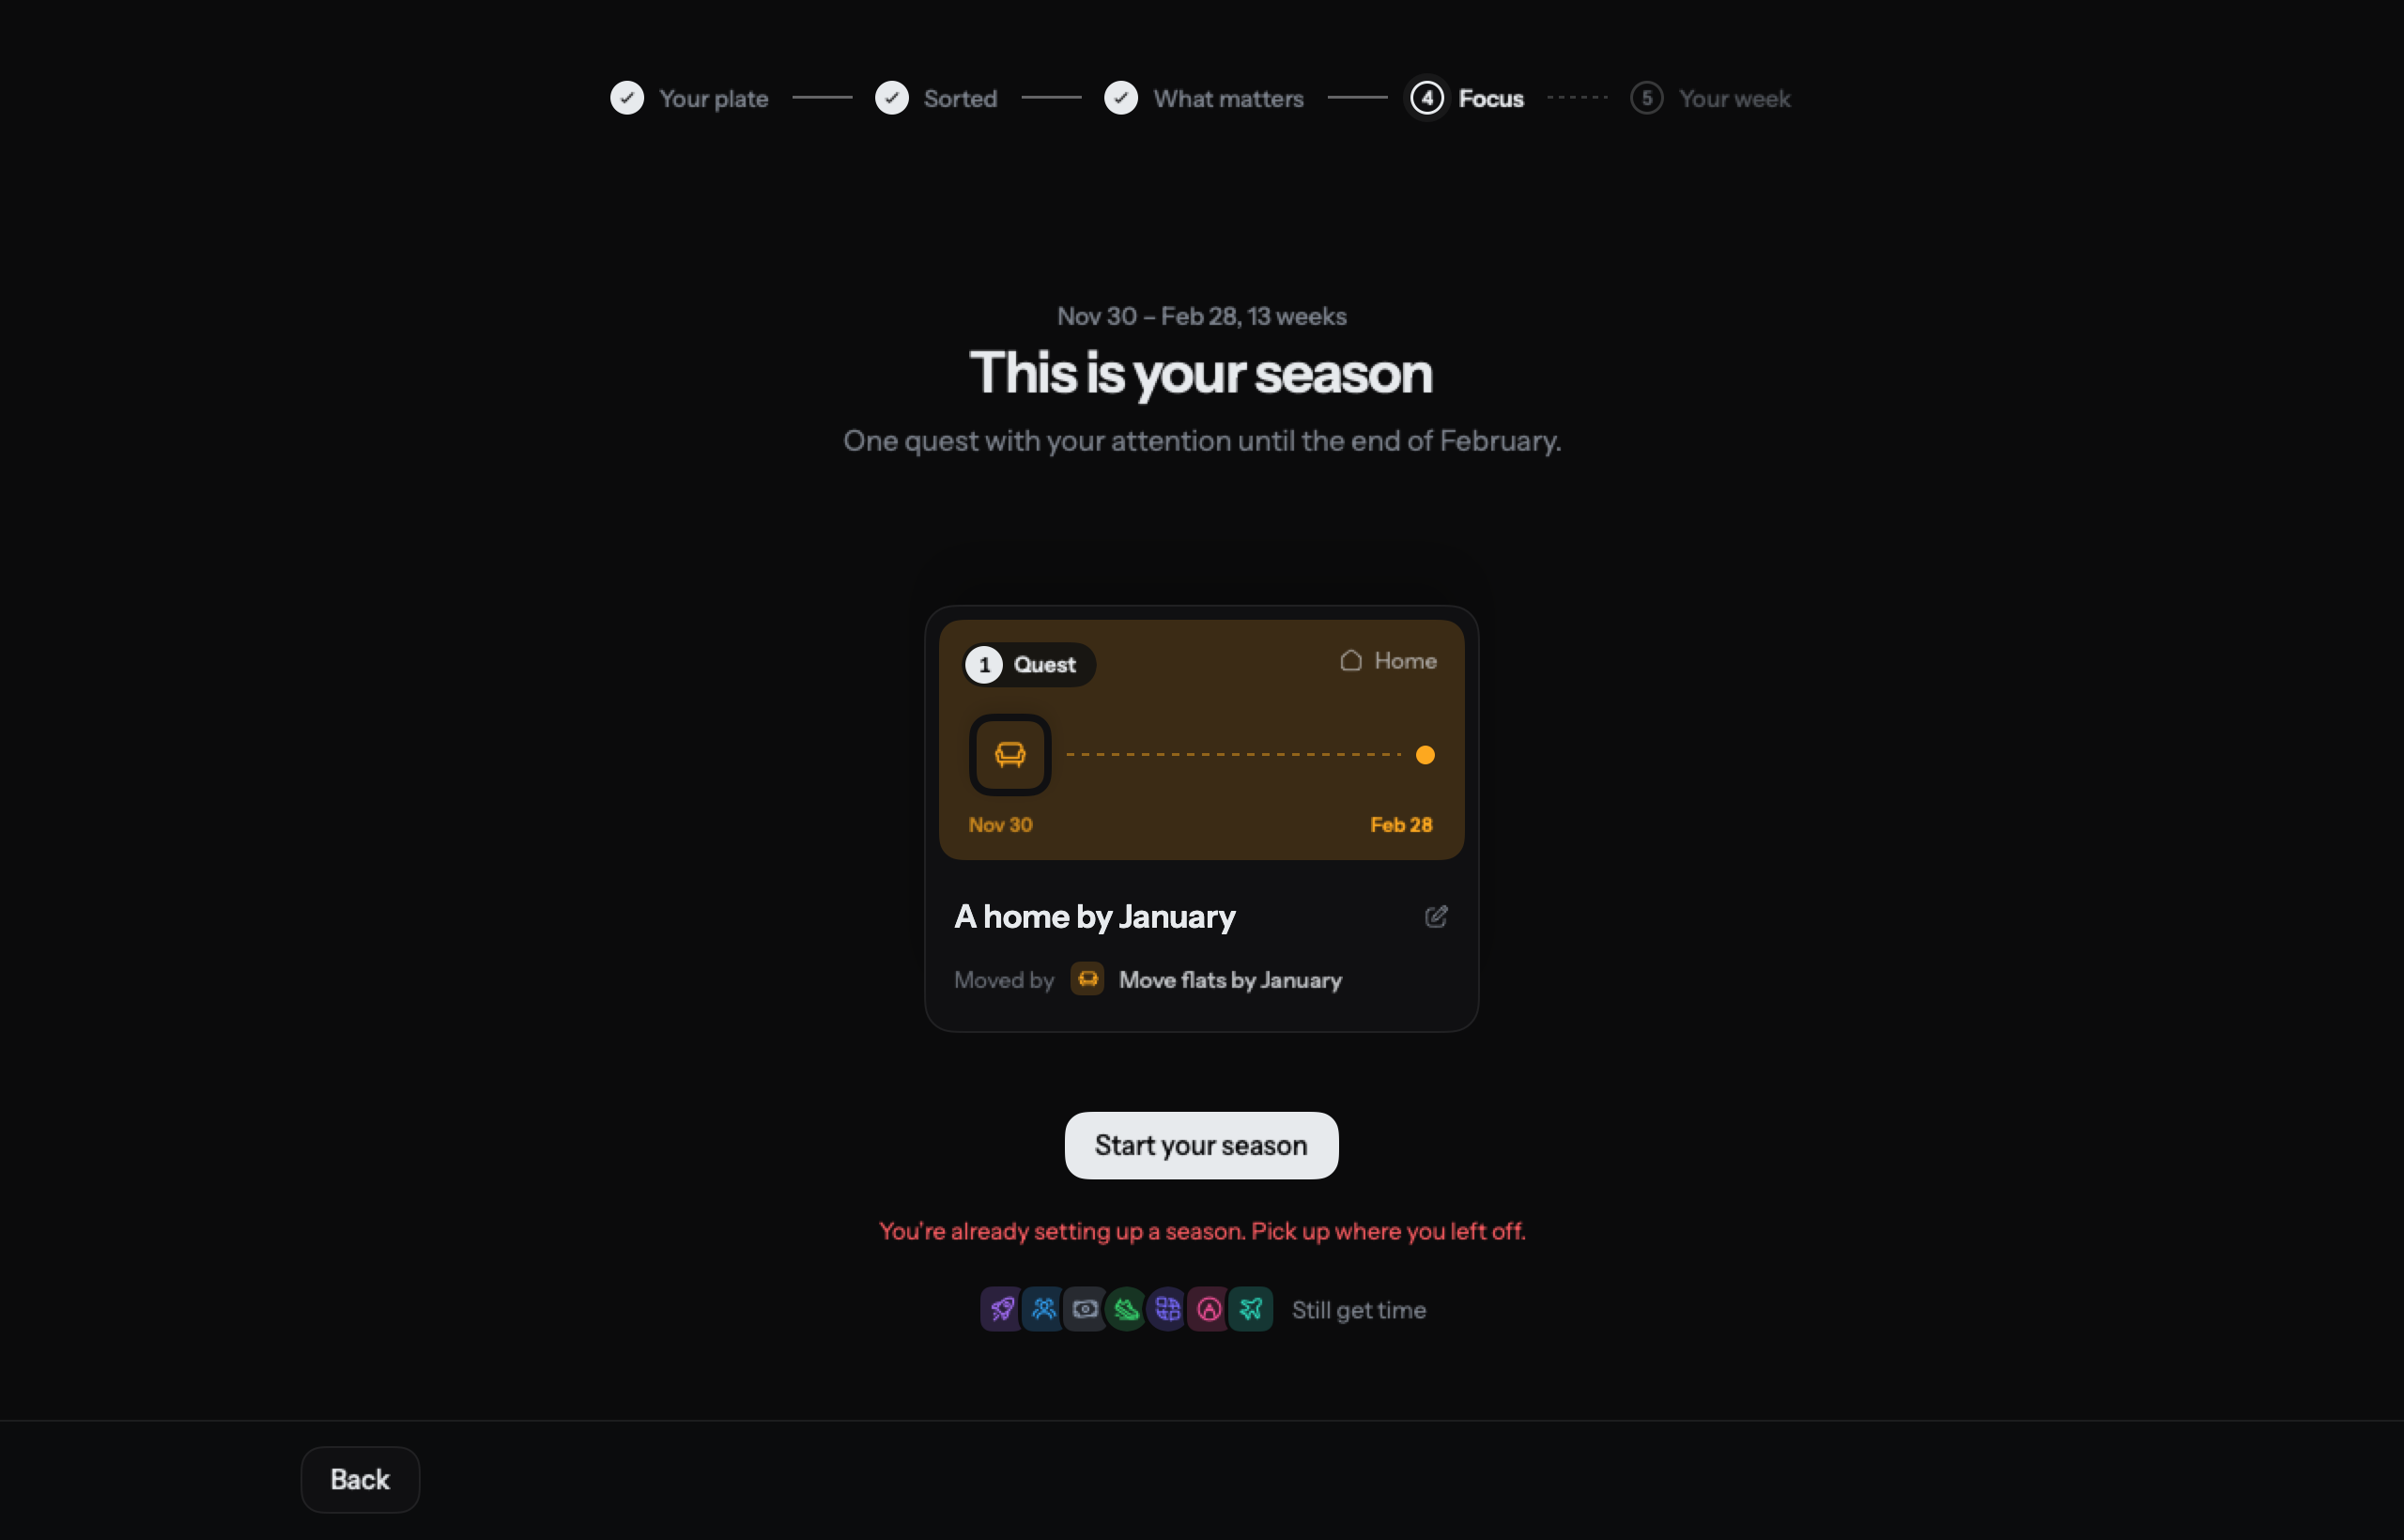 Your plate
Sorted
What matters
4 Focus
5 Your week
Nov 30 – Feb 28, 13 weeks
This is your season
One quest with your attention until the end of February.
1 Quest
Home
Nov 30
Feb 28
A home by January
Moved by Move flats by January
Start your season
You're already setting up a season. Pick up where you left off.
Still get time
Back